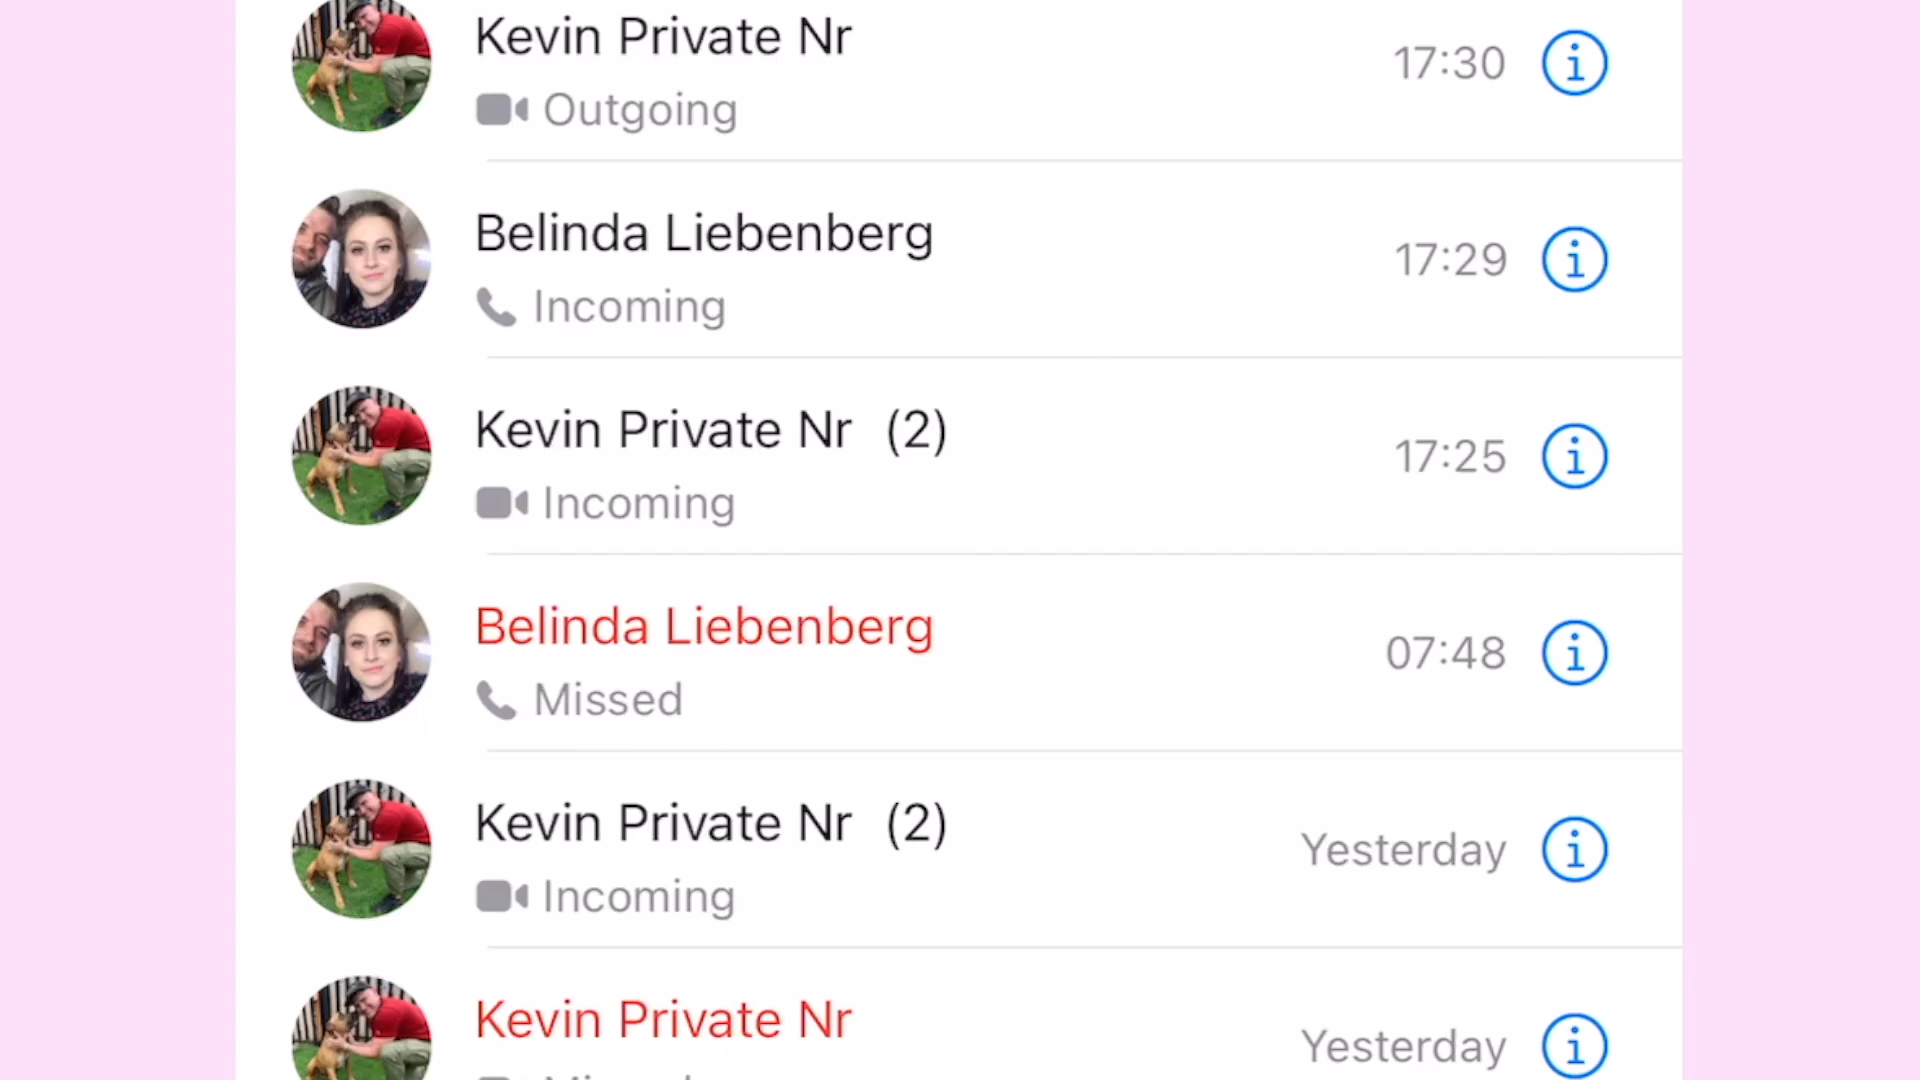 Kevin Private Nr
17:30
Outgoing
Belinda Liebenberg
17:29
Incoming
Kevin Private Nr (2)
17:25
Incoming
Belinda Liebenberg
07:48
Missed
Kevin Private Nr (2)
Yesterday
Incoming
Kevin Private Nr
Yesterday